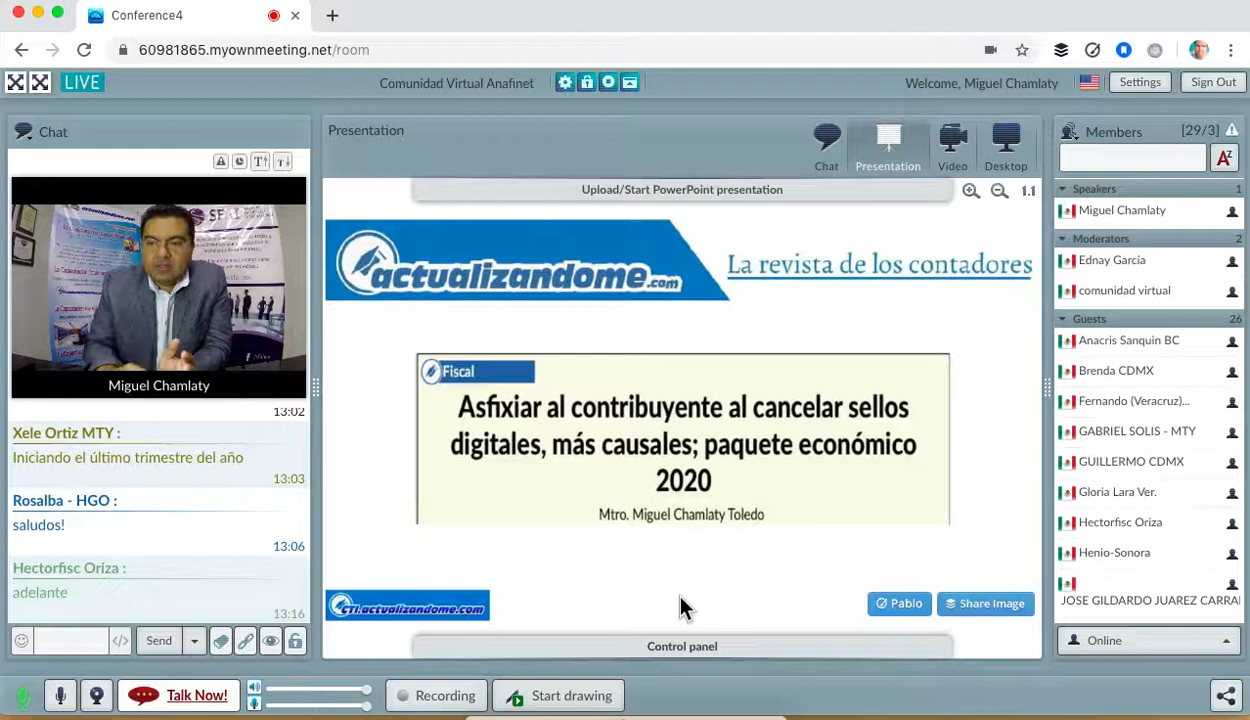 Conference4
60981865.myownmeeting.net/room
LIVE
Comunidad Virtual Anafinet
Welcome, Miguel Chamlaty
Settings
Sign Out
Chat
Miguel Chamlaty
13:02
Xele Ortiz MTY :
Iniciando el último trimestre del año
13:03
Rosalba - HGO :
saludos!
13:06
Hectorfisc Oriza :
adelante
13:16
Send
Presentation
Chat
Presentation
Video
Desktop
Upload/Start PowerPoint presentation
1.1
actualizandome.com
La revista de los contadores
Fiscal
Asfixiar al contribuyente al cancelar sellos
digitales, más causales; paquete económico
2020
Mtro. Miguel Chamlaty Toledo
cti.actualizandome.com
Pablo
Share Image
Control panel
Members
[29/3]
Speakers 1
Miguel Chamlaty
Moderators 2
Ednay García
comunidad virtual
Guests 26
Anacris Sanquin BC
Brenda CDMX
Fernando (Veracruz)...
GABRIEL SOLIS - MTY
GUILLERMO CDMX
Gloria Lara Ver.
Hectorfisc Oriza
Henio-Sonora
JOSE GILDARDO JUAREZ CARRA
Online
Talk Now!
Recording
Start drawing